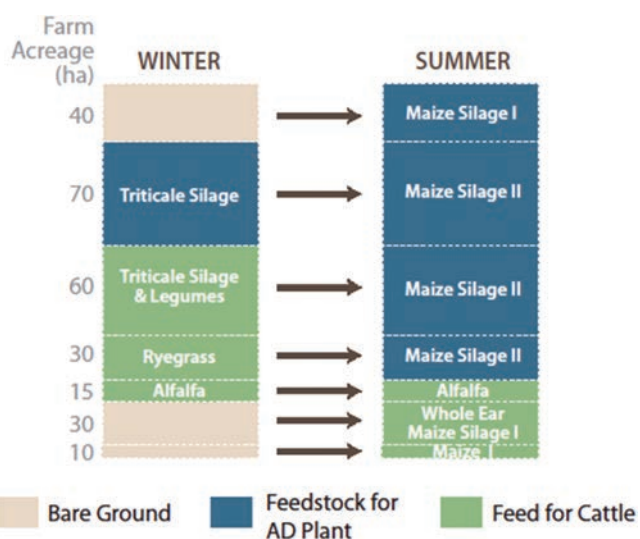 Farm
Acreage
(ha)
WINTER
SUMMER
40
Maize Silage I
70
Triticale Silage
Maize Silage II
60
Triticale Silage
& Legumes
Maize Silage II
30
Ryegrass
Maize Silage II
15
Alfalfa
Alfalfa
30
Whole Ear
Maize Silage I
10
Maize I
Bare Ground
Feedstock for
AD Plant
Feed for Cattle